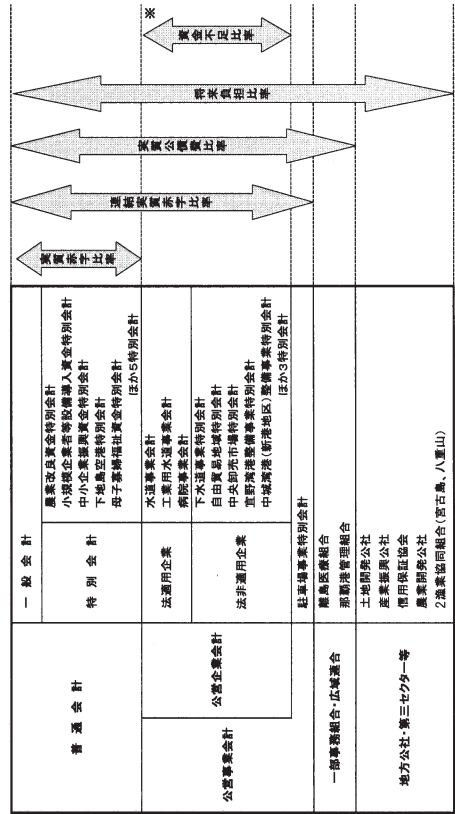 普通会計
一般会計
特別会計
農業改良資金特別会計
小規模企業者等設備導入資金特別会計
中小企業振興資金特別会計
下地島空港特別会計
母子寡婦福祉資金特別会計
ほか5特別会計
公営事業会計
公営企業会計
法適用企業
水道事業会計
工業用水道事業会計
病院事業会計
法非適用企業
下水道事業特別会計
自由貿易地域特別会計
中央卸売市場特別会計
宜野湾港整備事業特別会計
中城湾港(新港地区)整備事業特別会計
ほか3特別会計
駐車場事業特別会計
一部事務組合・広域連合
離島医療組合
那覇港管理組合
地方公社・第三セクター等
土地開発公社
産業振興公社
信用保証協会
農業開発公社
2漁業協同組合(宮古島、八重山)
実質赤字比率
連結実質赤字比率
実質公債費比率
将来負担比率
資金不足比率
※